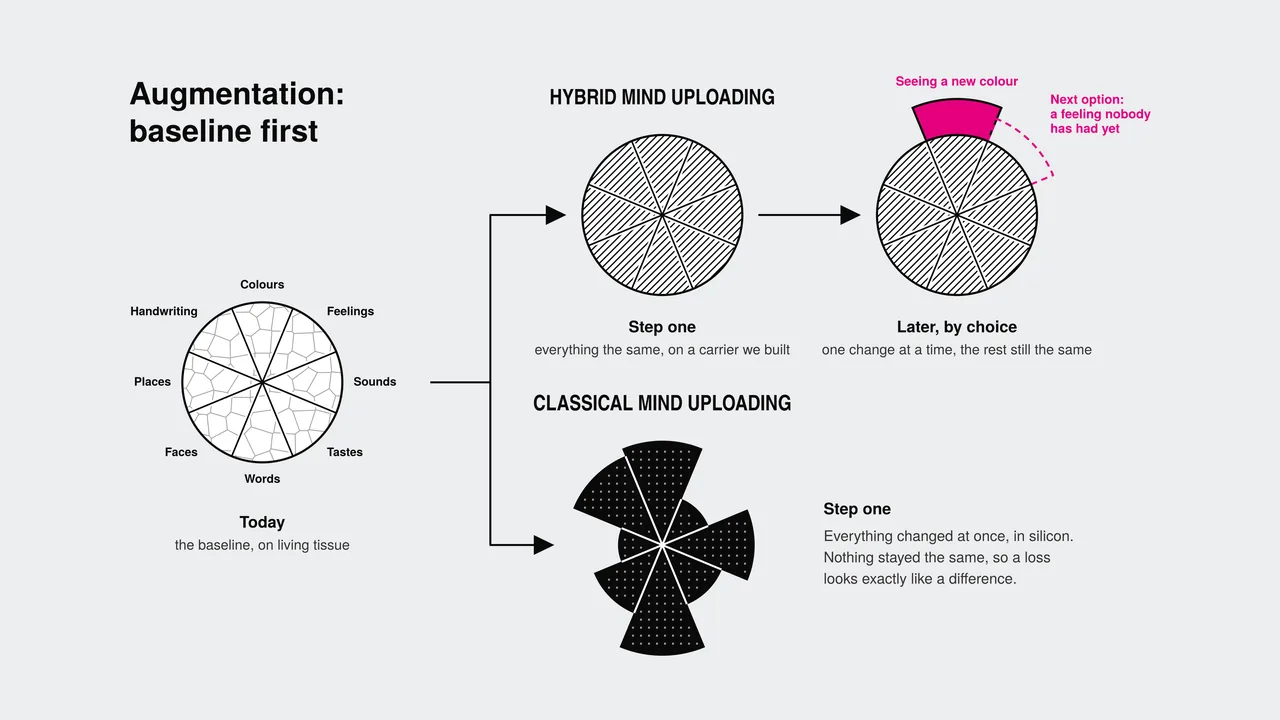 Augmentation:
baseline first
HYBRID MIND UPLOADING
Seeing a new colour
Next option:
a feeling nobody
has had yet
Step one
everything the same, on a carrier we built
Later, by choice
one change at a time, the rest still the same
Colours
Handwriting
Feelings
Places
Sounds
Faces
Tastes
Words
Today
the baseline, on living tissue
CLASSICAL MIND UPLOADING
Step one
Everything changed at once, in silicon.
Nothing stayed the same, so a loss
looks exactly like a difference.